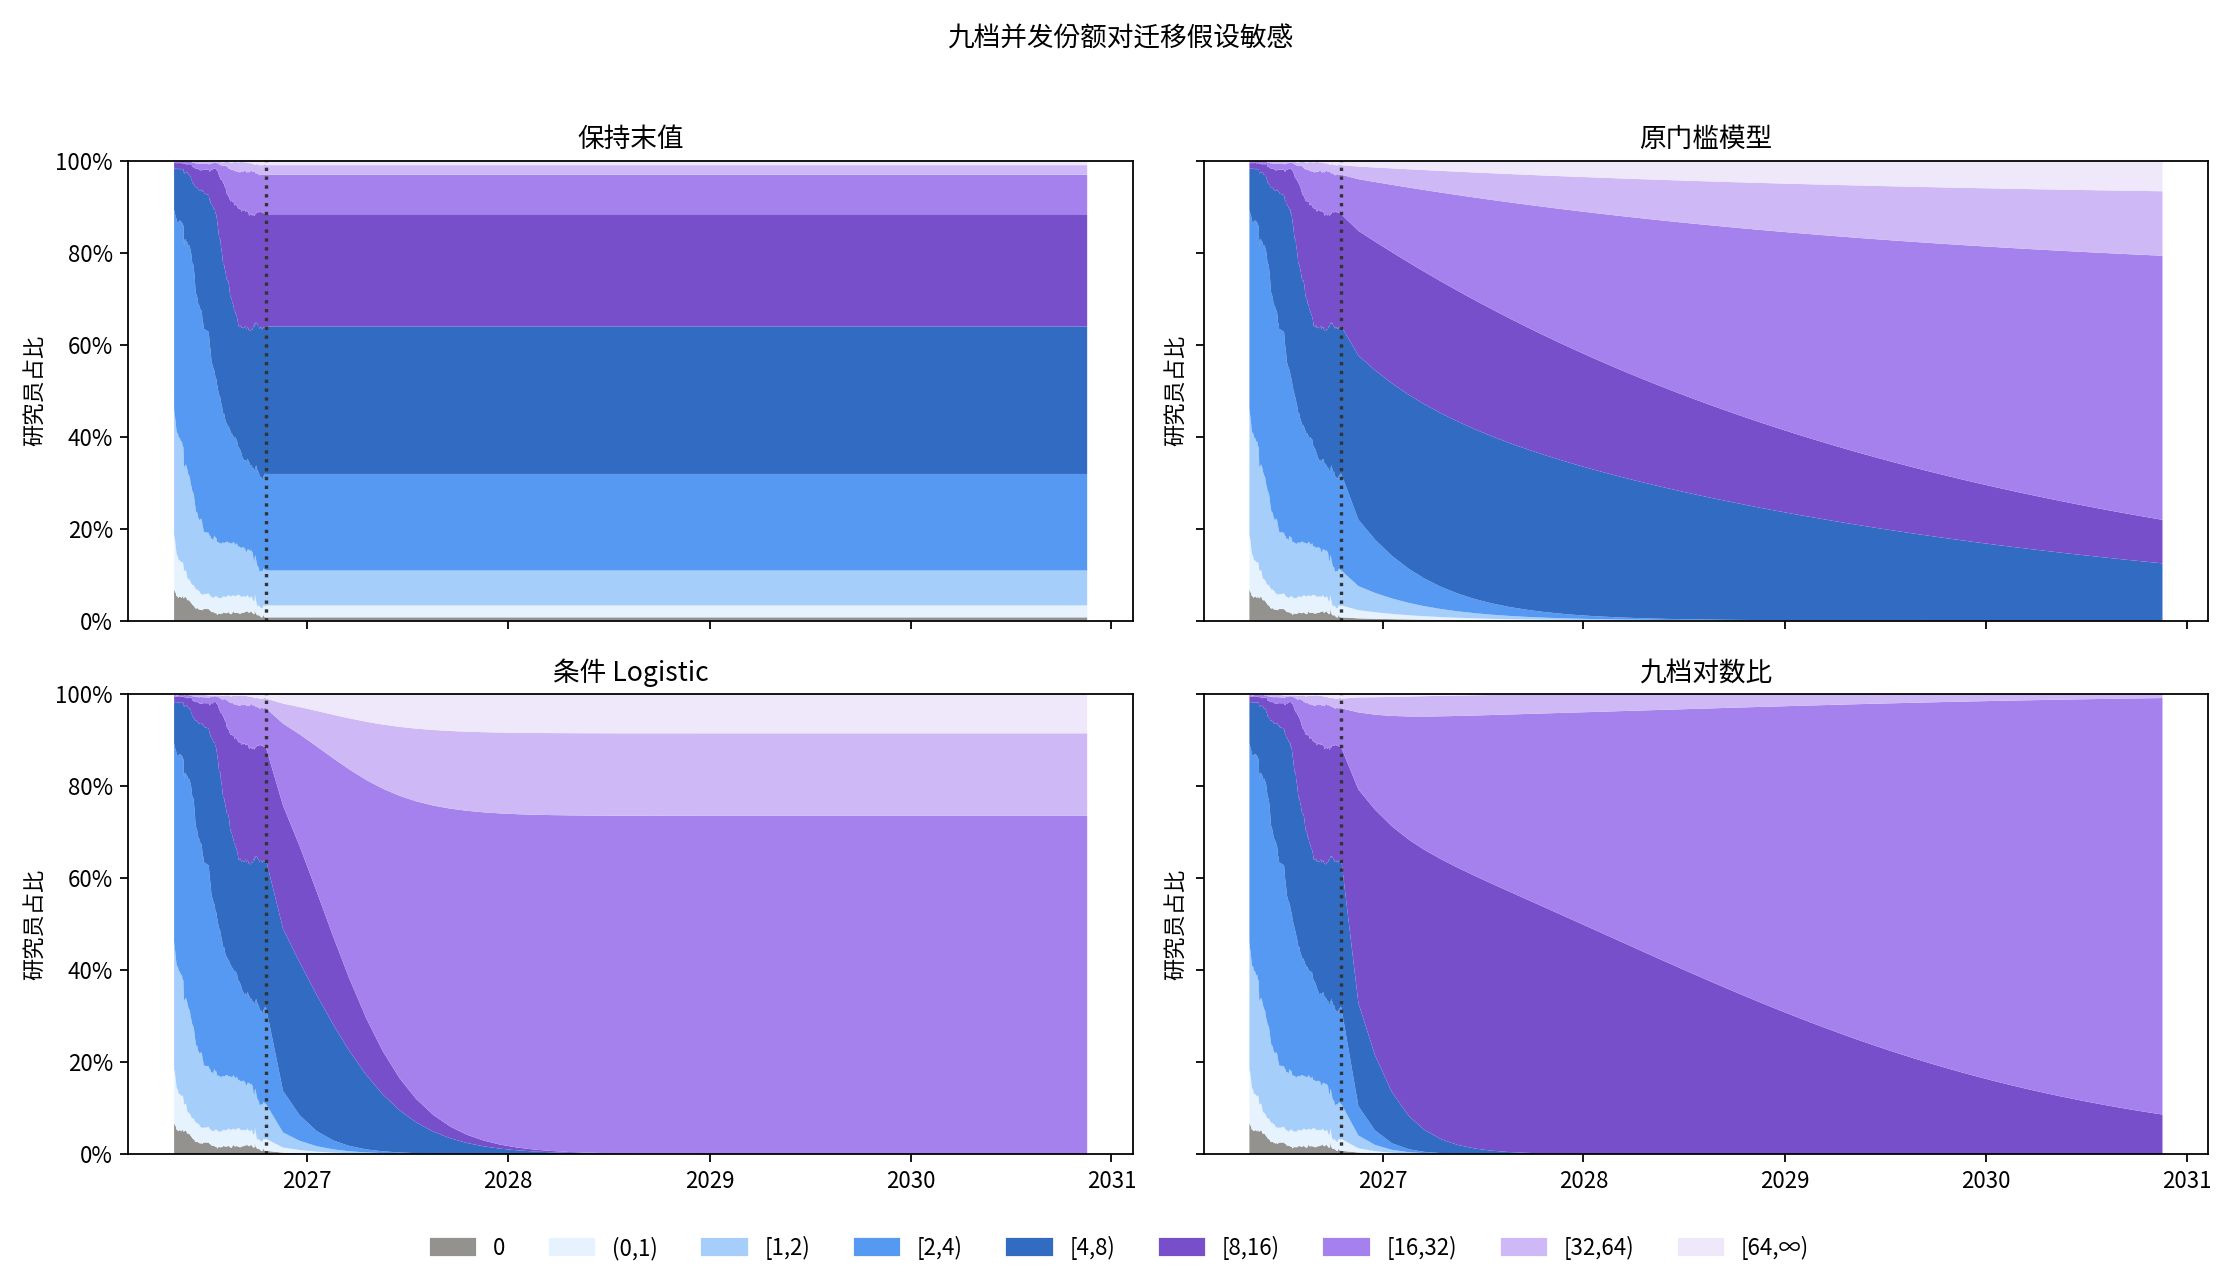 九档并发份额对迁移假设敏感
保持末值
原门槛模型
100%
80%
60%
40%
20%
0%
研究员占比
研究员占比
条件 Logistic
九档对数比
100%
80%
60%
40%
20%
0%
研究员占比
研究员占比
2027 2028 2029 2030 2031
2027 2028 2029 2030 2031
0 (0,1) [1,2) [2,4) [4,8) [8,16) [16,32) [32,64) [64,∞)